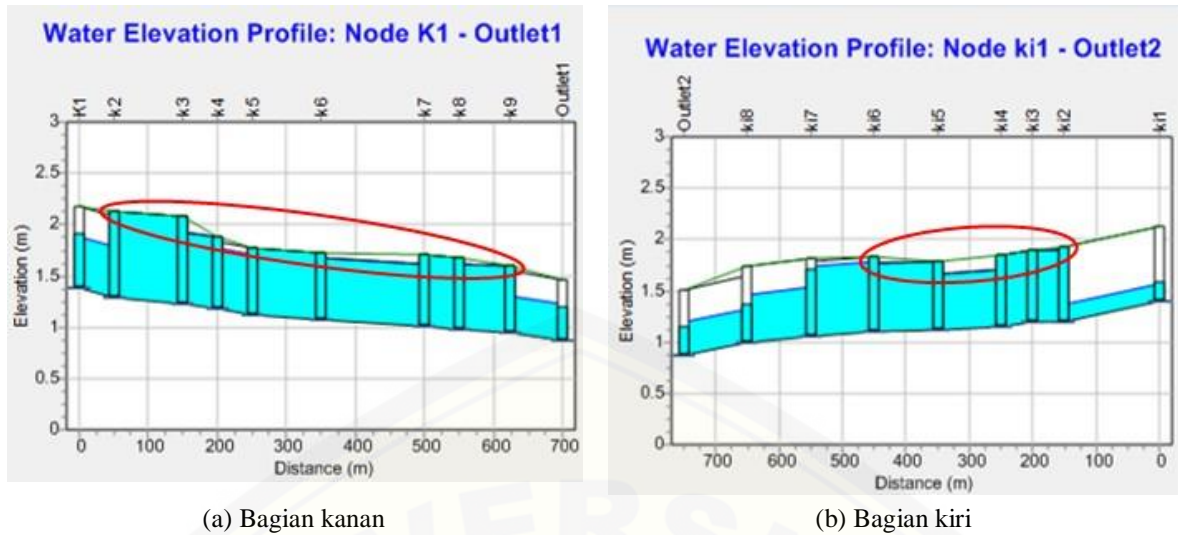 Water Elevation Profile: Node K1 - Outlet1
K1 k2 k3 k4 k5 k6 k7 k8 k9 Outlet1
3
2.5
2
1.5
1
0.5
0
Elevation (m)
0 100 200 300 400 500 600 700
Distance (m)
(a) Bagian kanan
Water Elevation Profile: Node ki1 - Outlet2
Outlet2 ki8 ki7 ki6 ki5 ki4 ki3 ki2 ki1
3
2.5
2
1.5
1
0.5
0
Elevation (m)
700 600 500 400 300 200 100 0
Distance (m)
(b) Bagian kiri